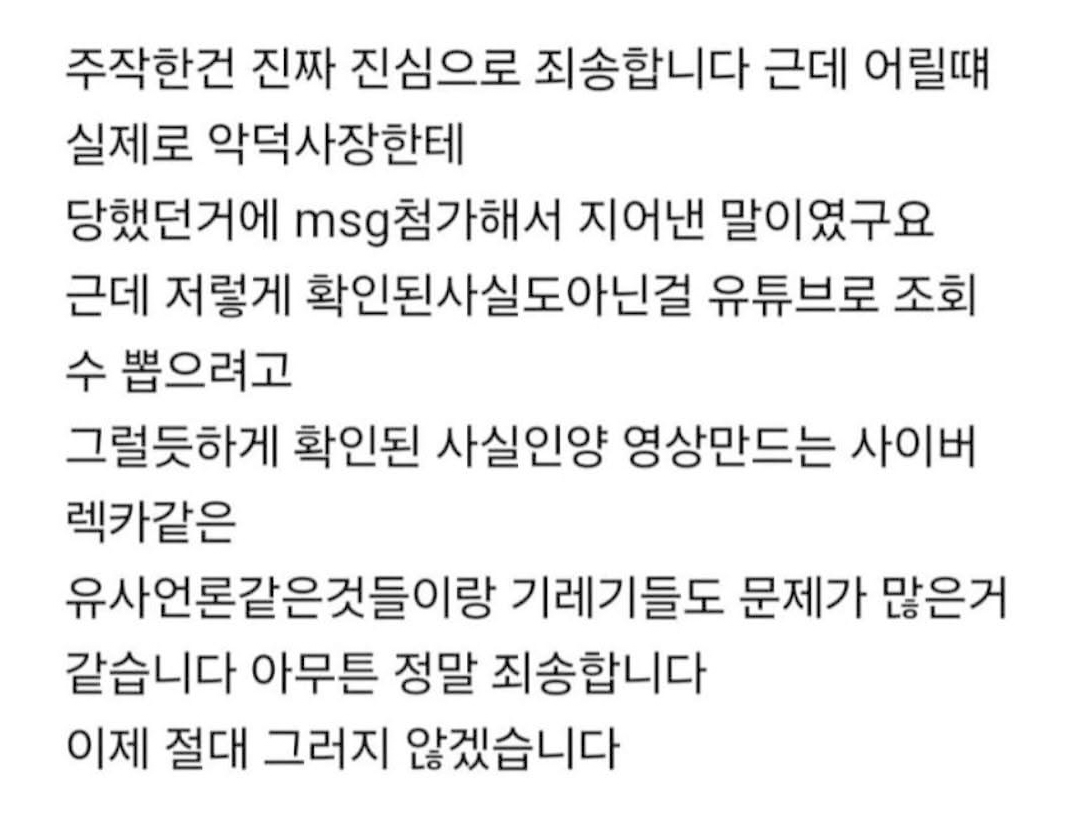 주작한건 진짜 진심으로 죄송합니다 근데 어릴떄
실제로 악덕사장한테
당했던거에 msg첨가해서 지어낸 말이였구요
근데 저렇게 확인된사실도아닌걸 유튜브로 조회
수 뽑으려고
그럴듯하게 확인된 사실인양 영상만드는 사이버
렉카같은
유사언론같은것들이랑 기레기들도 문제가 많은거
같습니다 아무튼 정말 죄송합니다
이제 절대 그러지 않겠습니다